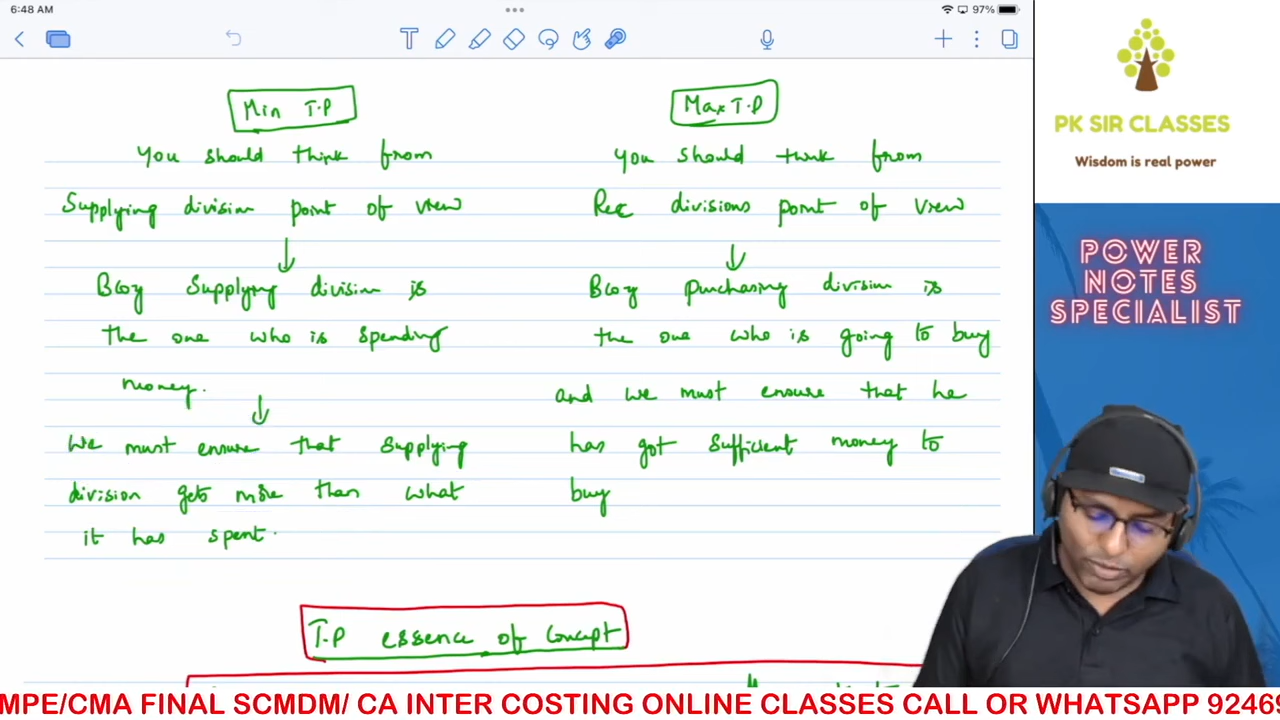 6:48 AM
97%
Min T.P
You should think from
Supplying division point of view
Bcoz Supplying division is
the one who is spending
money.
We must ensure that supplying
division gets more than what
it has spent.
Max T.P
You should think from
Rec divisions point of view
Bcoz purchasing division is
the one who is going to buy
and we must ensure that he
has got sufficient money to
buy
T.P essence of concept
PK SIR CLASSES
Wisdom is real power
POWER
NOTES
SPECIALIST
MPE/CMA FINAL SCMDM/ CA INTER COSTING ONLINE CLASSES CALL OR WHATSAPP 9246